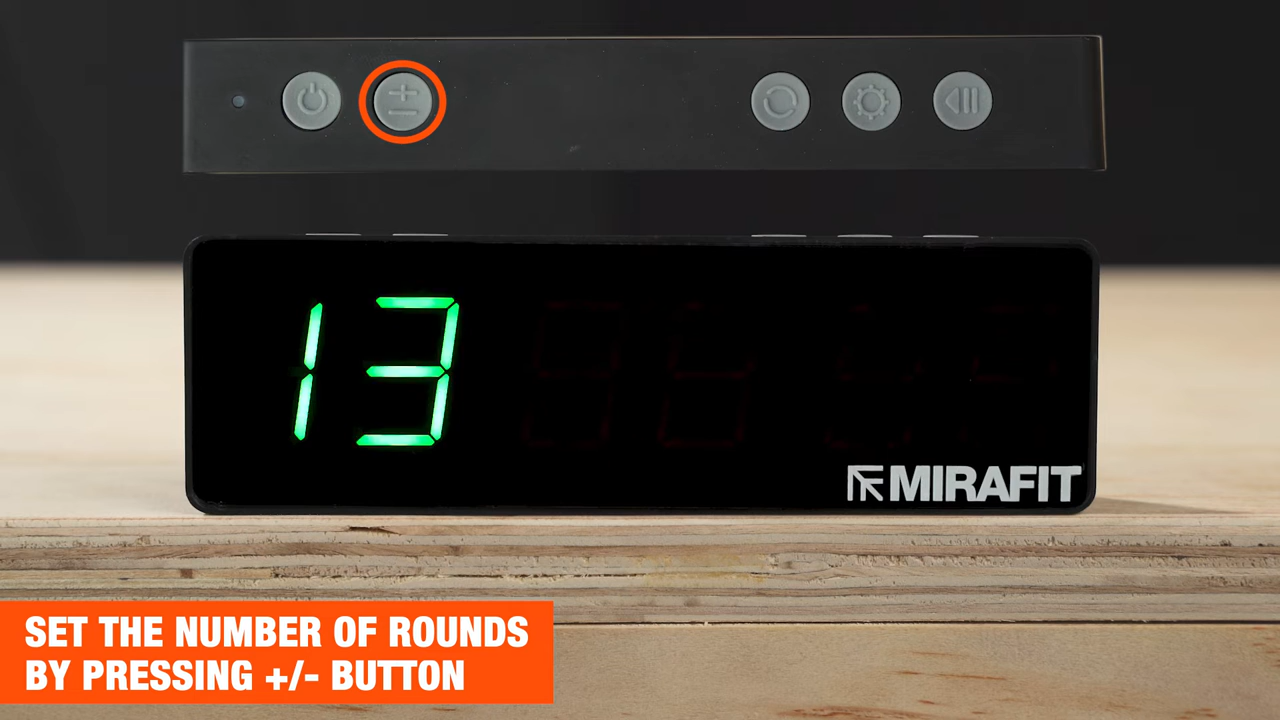 13
MIRAFIT
SET THE NUMBER OF ROUNDS
BY PRESSING +/- BUTTON